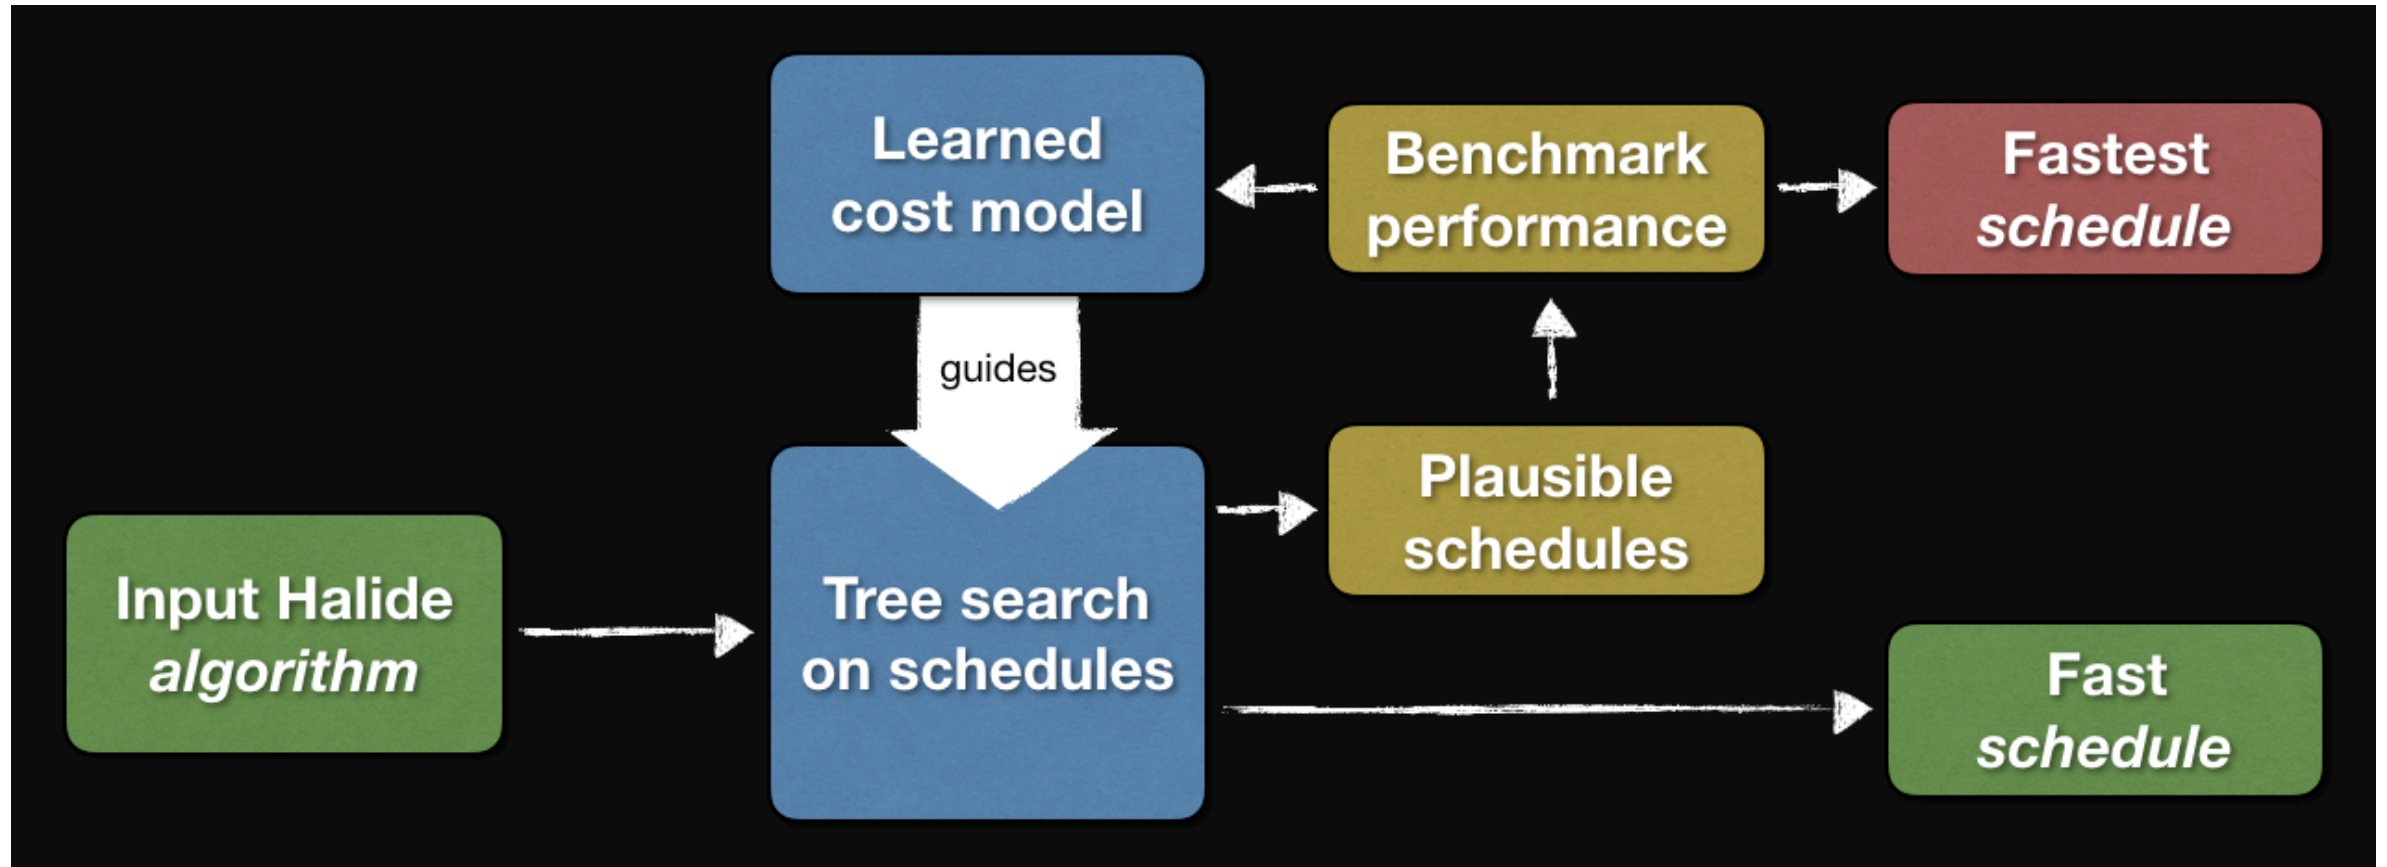 Learned
cost model
Benchmark
performance
Fastest
schedule
guides
Input Halide
algorithm
Tree search
on schedules
Plausible
schedules
Fast
schedule